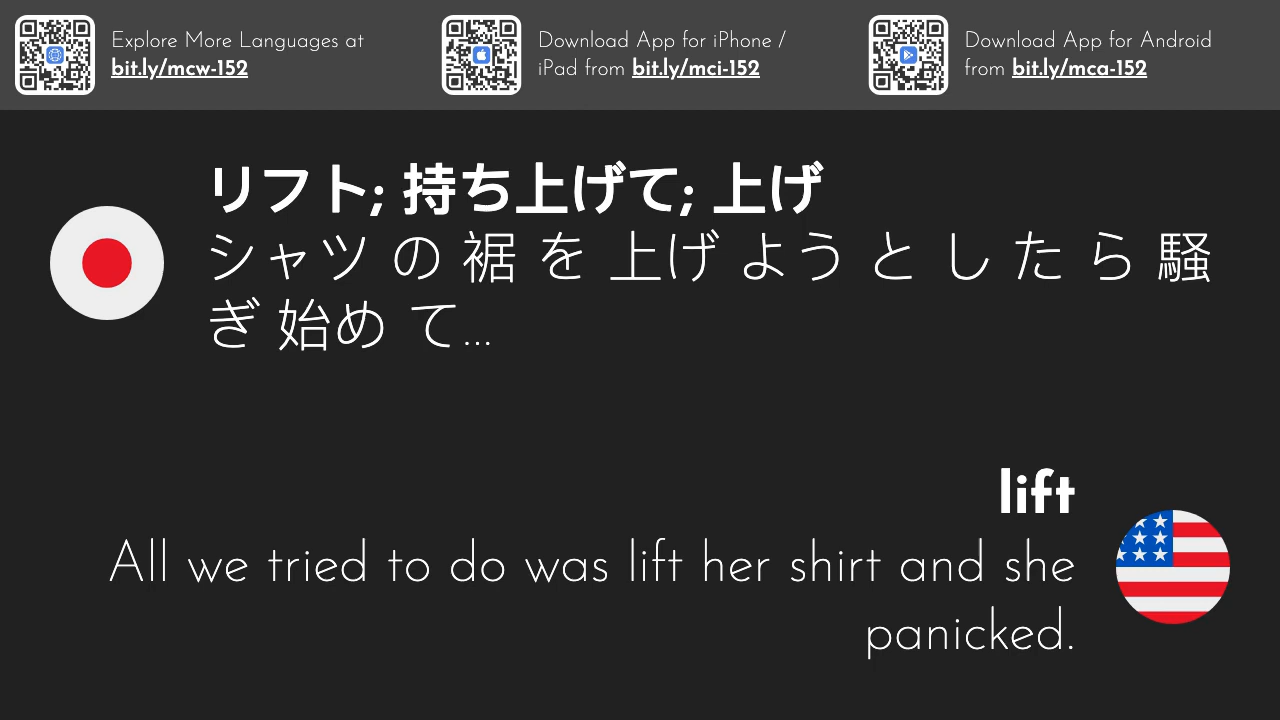 Explore More Languages at
bit.ly/mcw-152
Download App for iPhone /
iPad from bit.ly/mci-152
Download App for Android
from bit.ly/mca-152
リフト; 持ち上げて; 上げ
シャツ の 裾 を 上げ よう と し た ら 騒
ぎ 始め て...
lift
All we tried to do was lift her shirt and she
panicked.